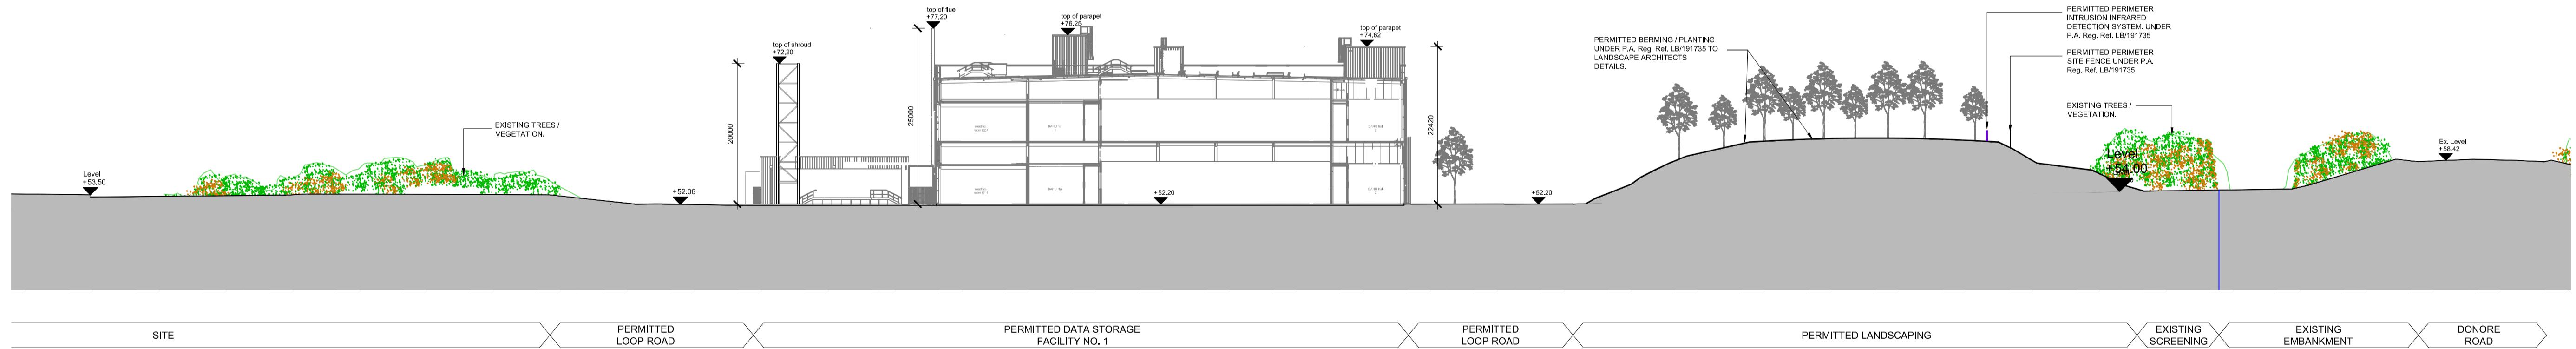 top of flue
+77.20
top of parapet
+76.25
top of parapet
+74.62
top of shroud
+72.20
PERMITTED BERMING / PLANTING
UNDER P.A. Reg. Ref. LB/191735 TO
LANDSCAPE ARCHITECTS
DETAILS.
PERMITTED PERIMETER
INTRUSION INFRARED
DETECTION SYSTEM. UNDER
P.A. Reg. Ref. LB/191735
PERMITTED PERIMETER
SITE FENCE UNDER P.A.
Reg. Ref. LB/191735
EXISTING TREES /
VEGETATION.
EXISTING TREES /
VEGETATION.
20000
25000
22420
Level
+53.50
+52.06
+52.20
+52.20
Level
+54.00
Ex. Level
+58.42
SITE
PERMITTED
LOOP ROAD
PERMITTED DATA STORAGE
FACILITY NO. 1
PERMITTED
LOOP ROAD
PERMITTED LANDSCAPING
EXISTING
SCREENING
EXISTING
EMBANKMENT
DONORE
ROAD